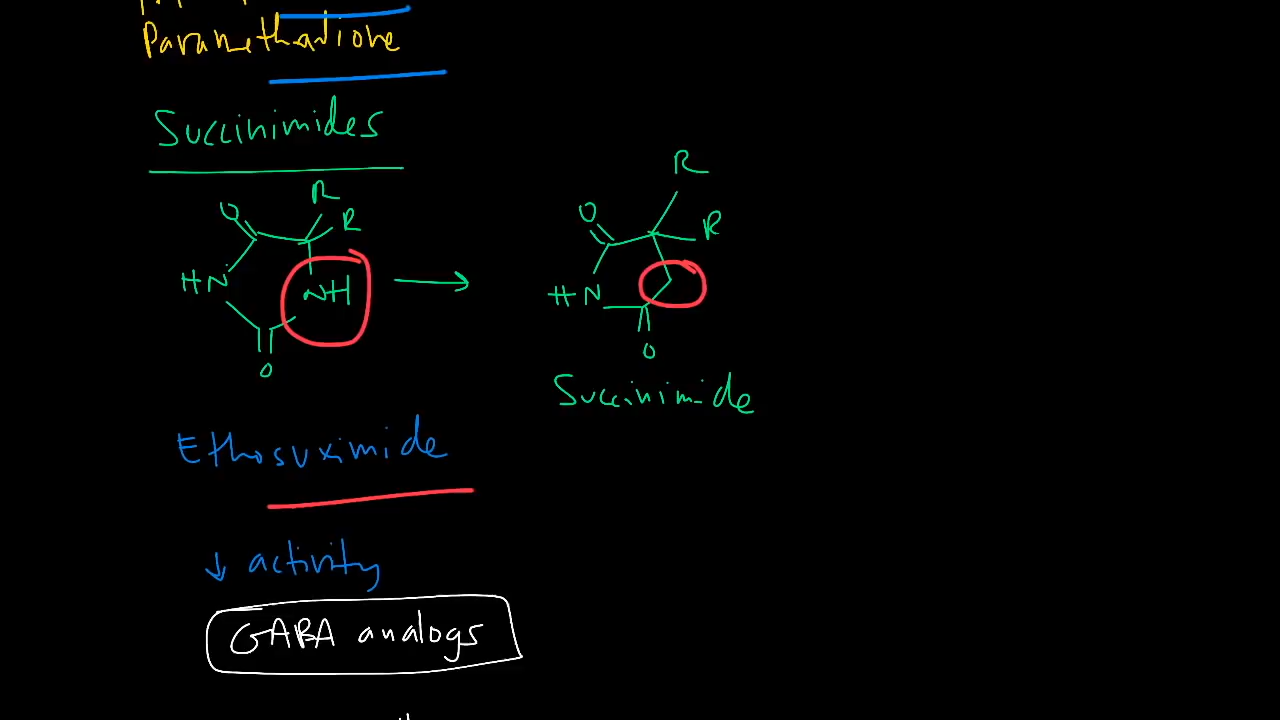 Paramethadione
Succinimides
R
O R
HN NH
O
R
O R
HN
O
Succinimide
Ethosuximide
↓ activity
GABA analogs